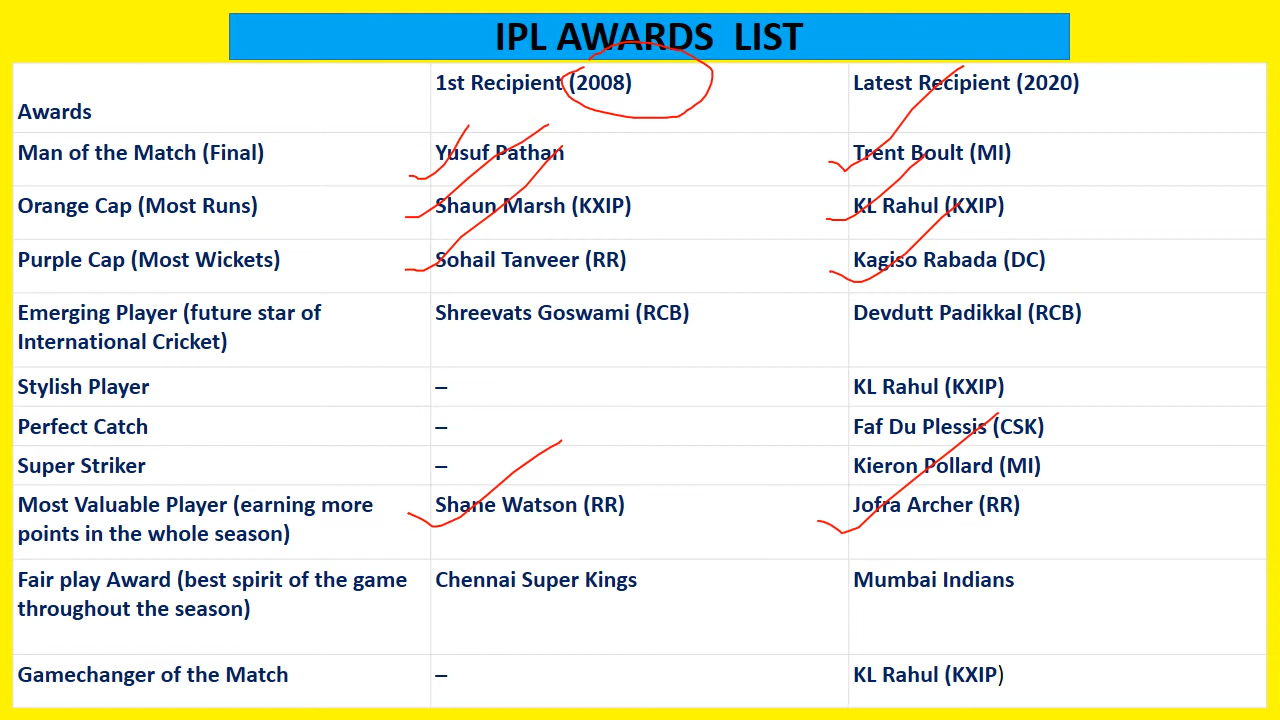 IPL AWARDS LIST
Awards
1st Recipient (2008)
Latest Recipient (2020)
Man of the Match (Final)
Yusuf Pathan
Trent Boult (MI)
Orange Cap (Most Runs)
Shaun Marsh (KXIP)
KL Rahul (KXIP)
Purple Cap (Most Wickets)
Sohail Tanveer (RR)
Kagiso Rabada (DC)
Emerging Player (future star of
International Cricket)
Shreevats Goswami (RCB)
Devdutt Padikkal (RCB)
Stylish Player
–
KL Rahul (KXIP)
Perfect Catch
–
Faf Du Plessis (CSK)
Super Striker
–
Kieron Pollard (MI)
Most Valuable Player (earning more
points in the whole season)
Shane Watson (RR)
Jofra Archer (RR)
Fair play Award (best spirit of the game
throughout the season)
Chennai Super Kings
Mumbai Indians
Gamechanger of the Match
–
KL Rahul (KXIP)